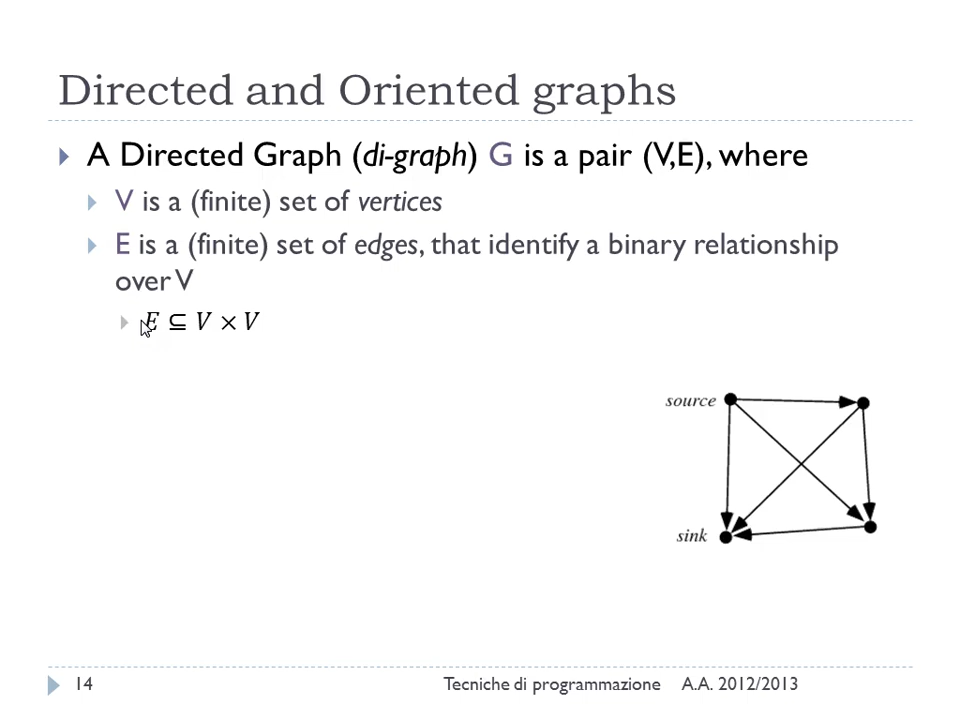 Directed and Oriented graphs
A Directed Graph (di-graph) G is a pair (V,E), where
V is a (finite) set of vertices
E is a (finite) set of edges, that identify a binary relationship
over V
E ⊆ V × V
source
sink
14
Tecniche di programmazione A.A. 2012/2013